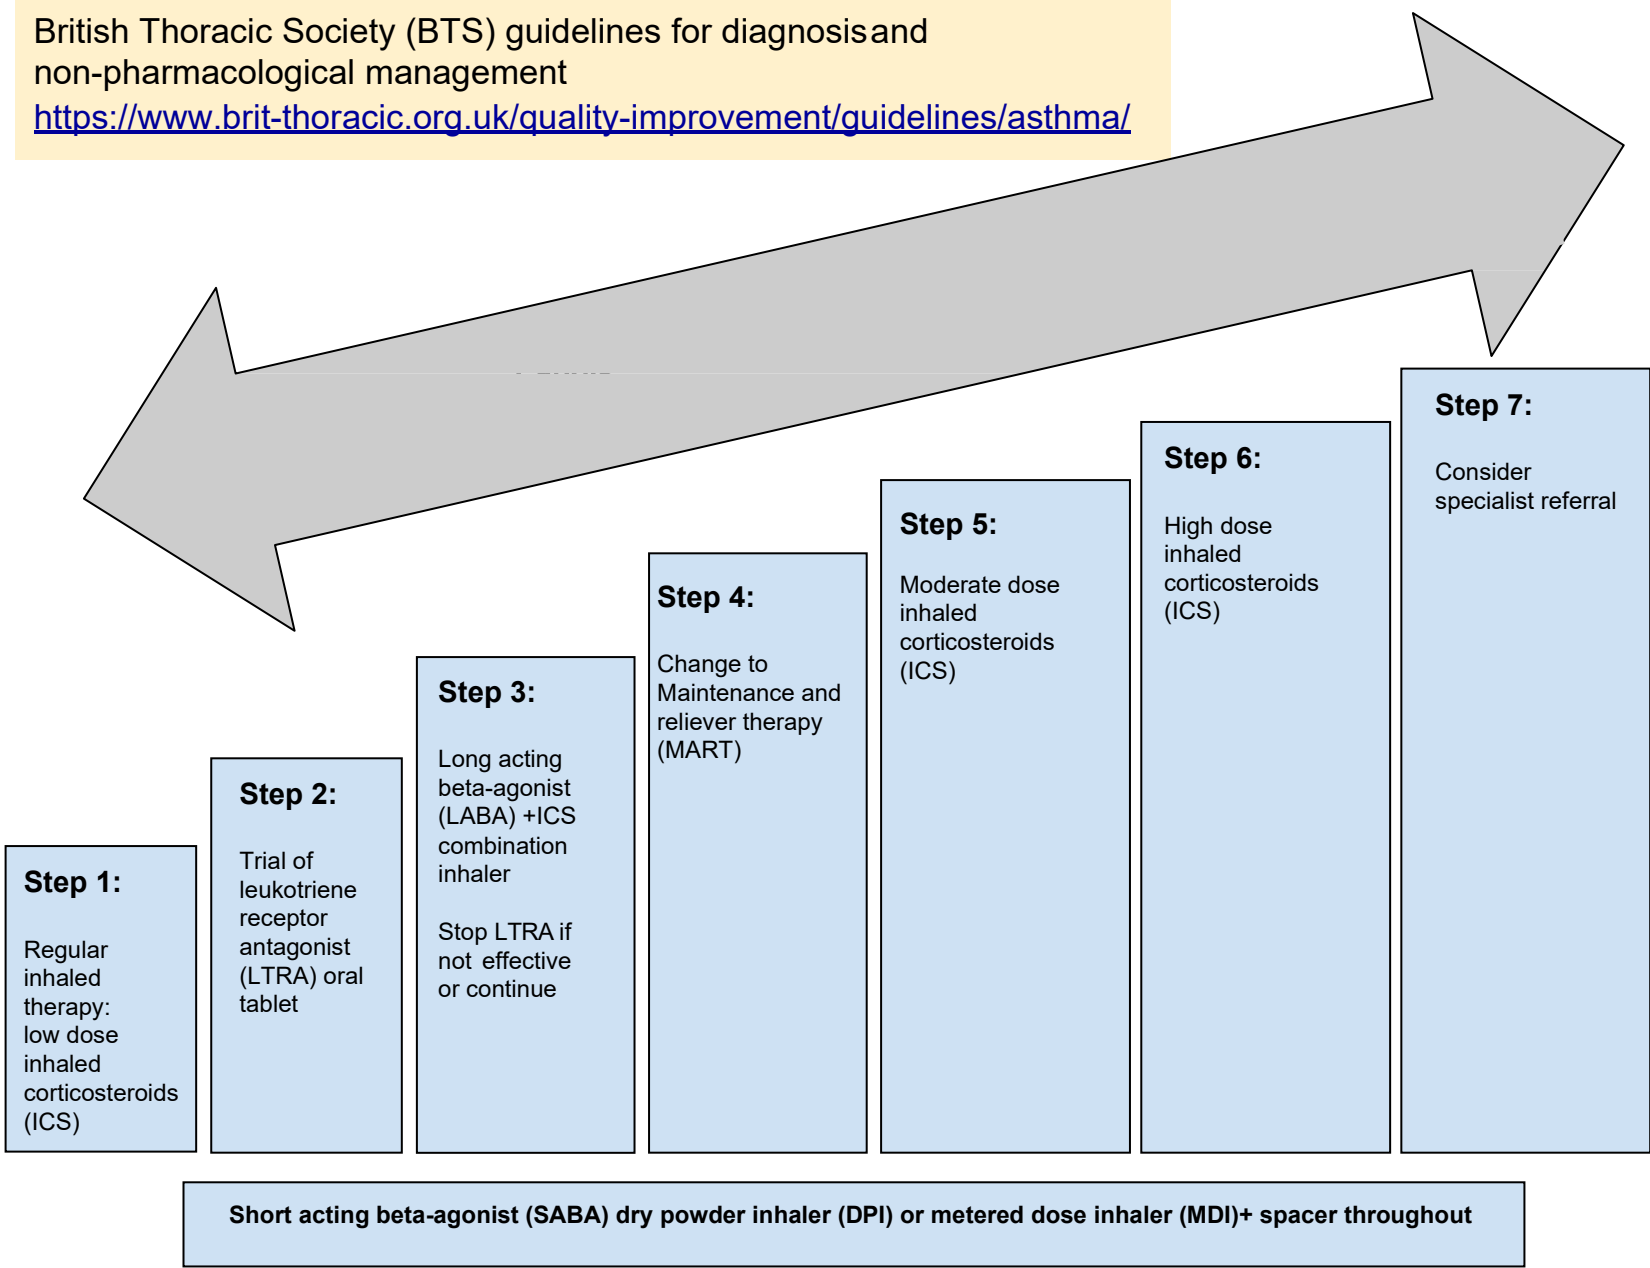 British Thoracic Society (BTS) guidelines for diagnosis and
non-pharmacological management
https://www.brit-thoracic.org.uk/quality-improvement/guidelines/asthma/
Step 1:
Regular
inhaled
therapy:
low dose
inhaled
corticosteroids
(ICS)
Step 2:
Trial of
leukotriene
receptor
antagonist
(LTRA) oral
tablet
Step 3:
Long acting
beta-agonist
(LABA) +ICS
combination
inhaler
Stop LTRA if
not effective
or continue
Step 4:
Change to
Maintenance and
reliever therapy
(MART)
Step 5:
Moderate dose
inhaled
corticosteroids
(ICS)
Step 6:
High dose
inhaled
corticosteroids
(ICS)
Step 7:
Consider
specialist referral
Short acting beta-agonist (SABA) dry powder inhaler (DPI) or metered dose inhaler (MDI)+ spacer throughout